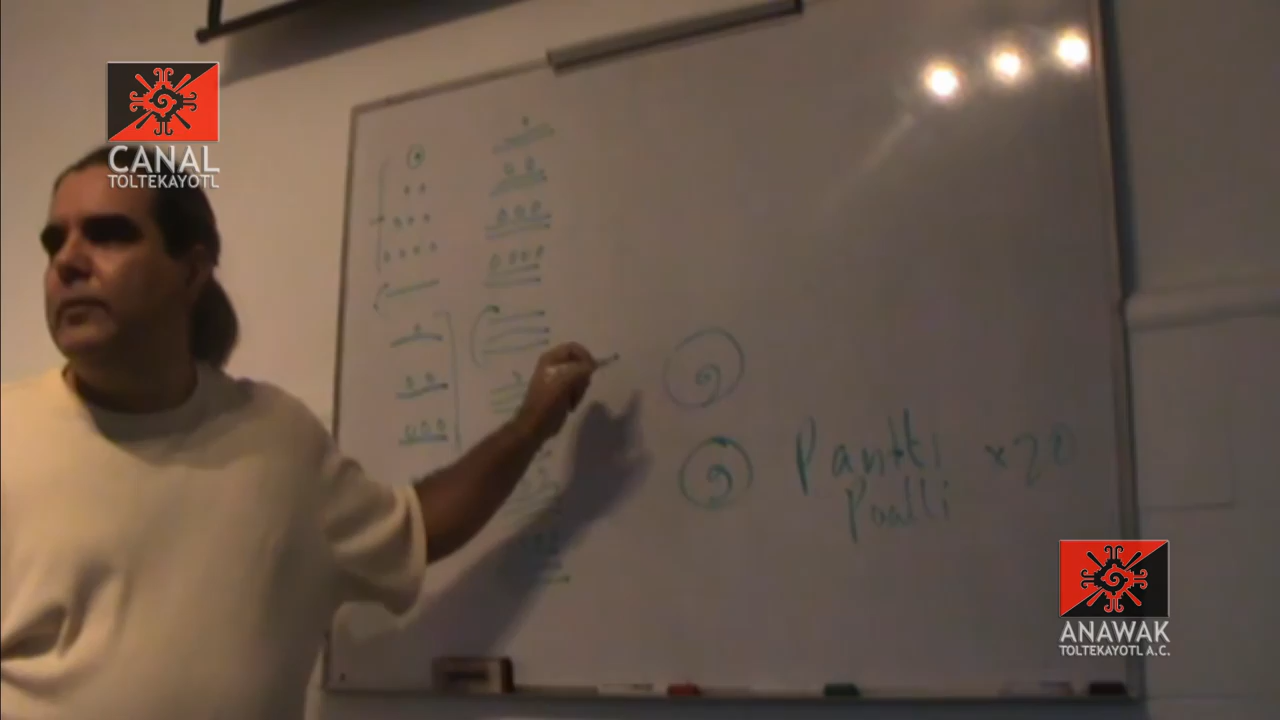 CANAL
TOLTEKAYOTL
Pantli x20
Poalli
ANAWAK
TOLTEKAYOTL A.C.